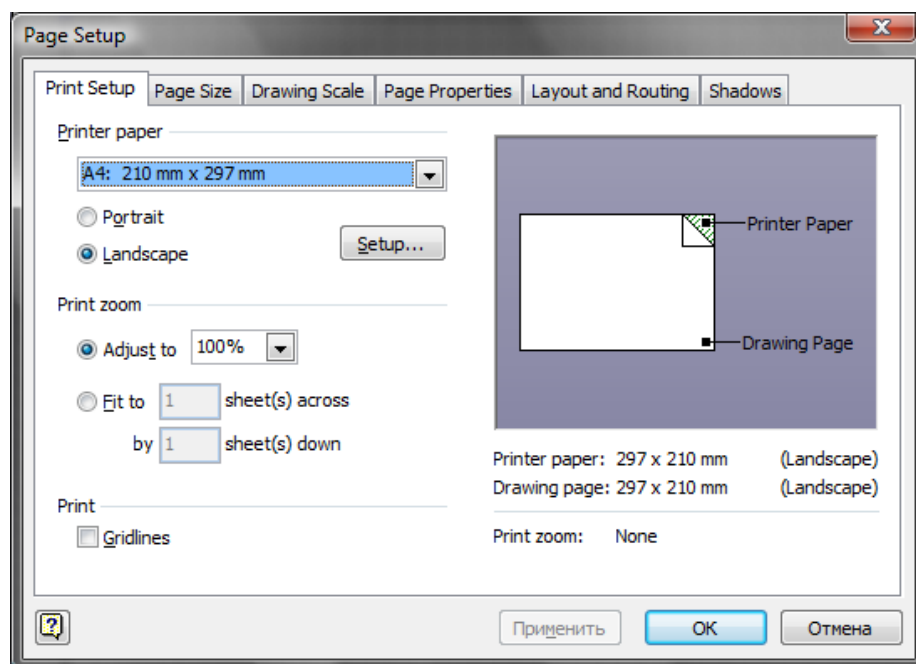 Page Setup
Print Setup
Page Size
Drawing Scale
Page Properties
Layout and Routing
Shadows
Printer paper
A4: 210 mm x 297 mm
Portrait
Landscape
Setup...
Print zoom
Adjust to 100%
Fit to 1 sheet(s) across
by 1 sheet(s) down
Print
Gridlines
Printer Paper
Drawing Page
Printer paper: 297 x 210 mm (Landscape)
Drawing page: 297 x 210 mm (Landscape)
Print zoom: None
?
Применить
OK
Отмена